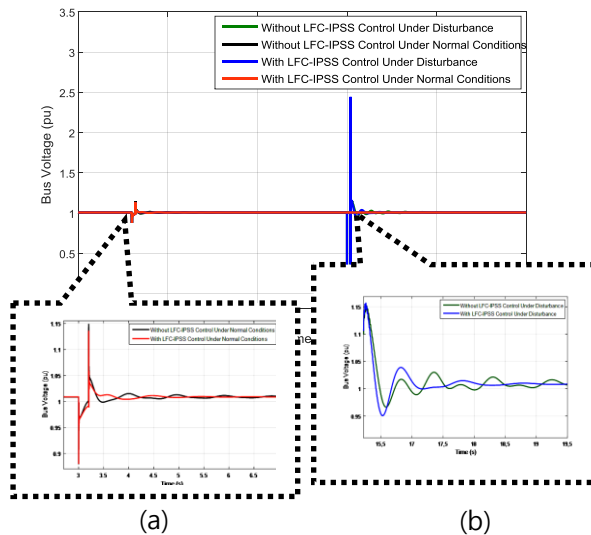 3.5
3
2.5
2
1.5
1
0.5
Bus Voltage (pu)
Without LFC-IPSS Control Under Disturbance
Without LFC-IPSS Control Under Normal Conditions
With LFC-IPSS Control Under Disturbance
With LFC-IPSS Control Under Normal Conditions
ne
1.15
1.1
1.05
1
0.95
0.9
Bus Voltage (pu)
Without LFC-IPSS Control Under Normal Conditions
With LFC-IPSS Control Under Normal Conditions
3 3.5 4 4.5 5 5.5 6 6.5
Time (s)
1.15
1.1
1.05
1
0.95
Bus Voltage (pu)
Without LFC-IPSS Control Under Disturbance
With LFC-IPSS Control Under Disturbance
15,5 17 17,5 18 18,5 19 19,5
Time (s)
(a)
(b)